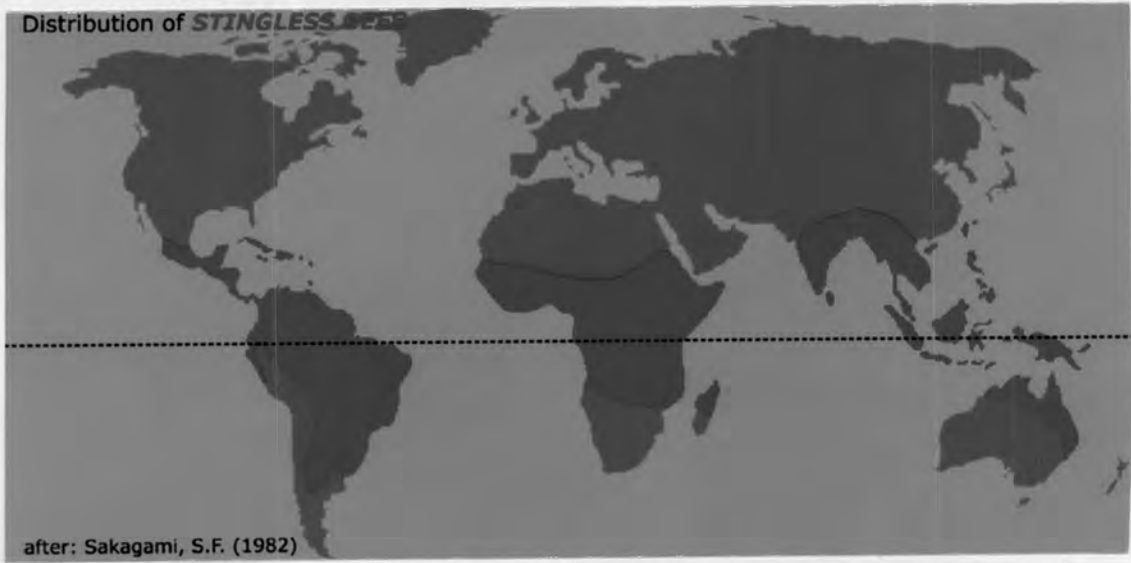 Distribution of STINGLESS BEES
after: Sakagami, S.F. (1982)